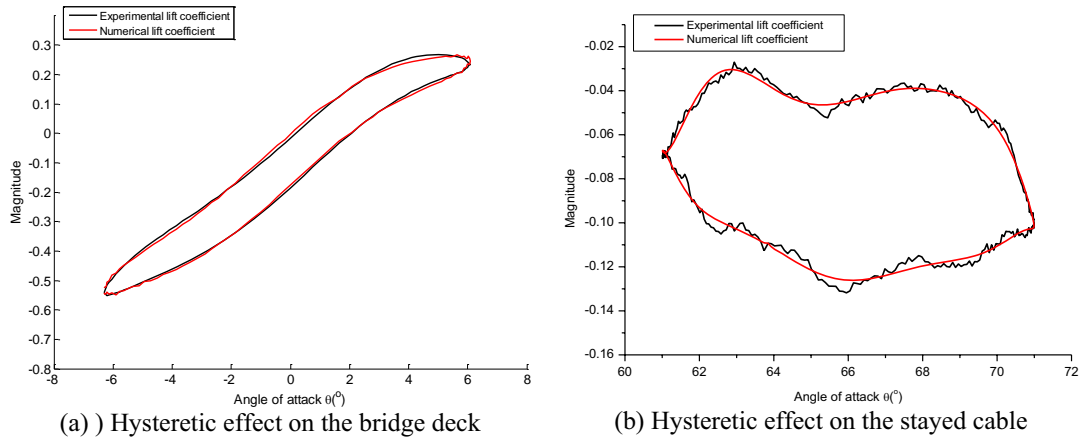 Experimental lift coefficient
Numerical lift coefficient
0.3
0.2
0.1
0
-0.1
-0.2
-0.3
-0.4
-0.5
-0.6
-0.7
-0.8
Magnitude
-8 -6 -4 -2 0 2 4 6 8
Angle of attack θ(°)
(a) ) Hysteretic effect on the bridge deck
Experimental lift coefficient
Numerical lift coefficient
-0.02
-0.04
-0.06
-0.08
-0.10
-0.12
-0.14
-0.16
Magnitude
60 62 64 66 68 70 72
Angle of attack θ(°)
(b) Hysteretic effect on the stayed cable